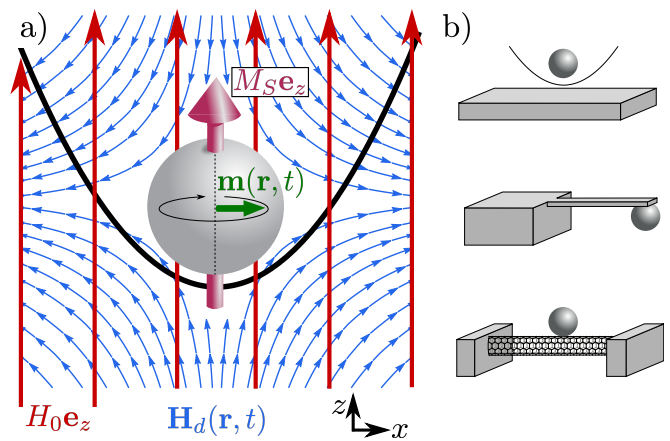 a)
b)
M_S e_z
m(r, t)
H_0 e_z
H_d(r, t)
z
x